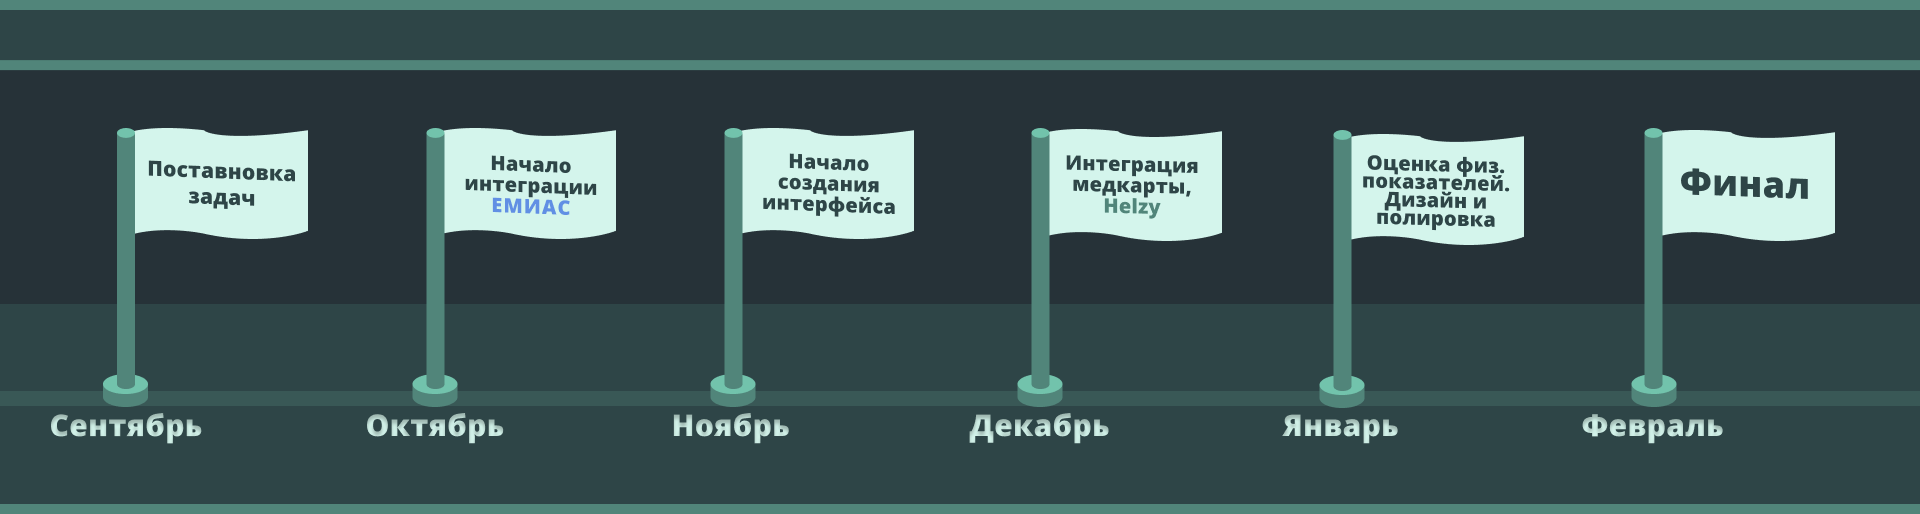 Поставновка
задач
Начало
интеграции
ЕМИАС
Начало
создания
интерфейса
Интеграция
медкарты,
Helzy
Оценка физ.
показателей.
Дизайн и
полировка
Финал
Сентябрь
Октябрь
Ноябрь
Декабрь
Январь
Февраль